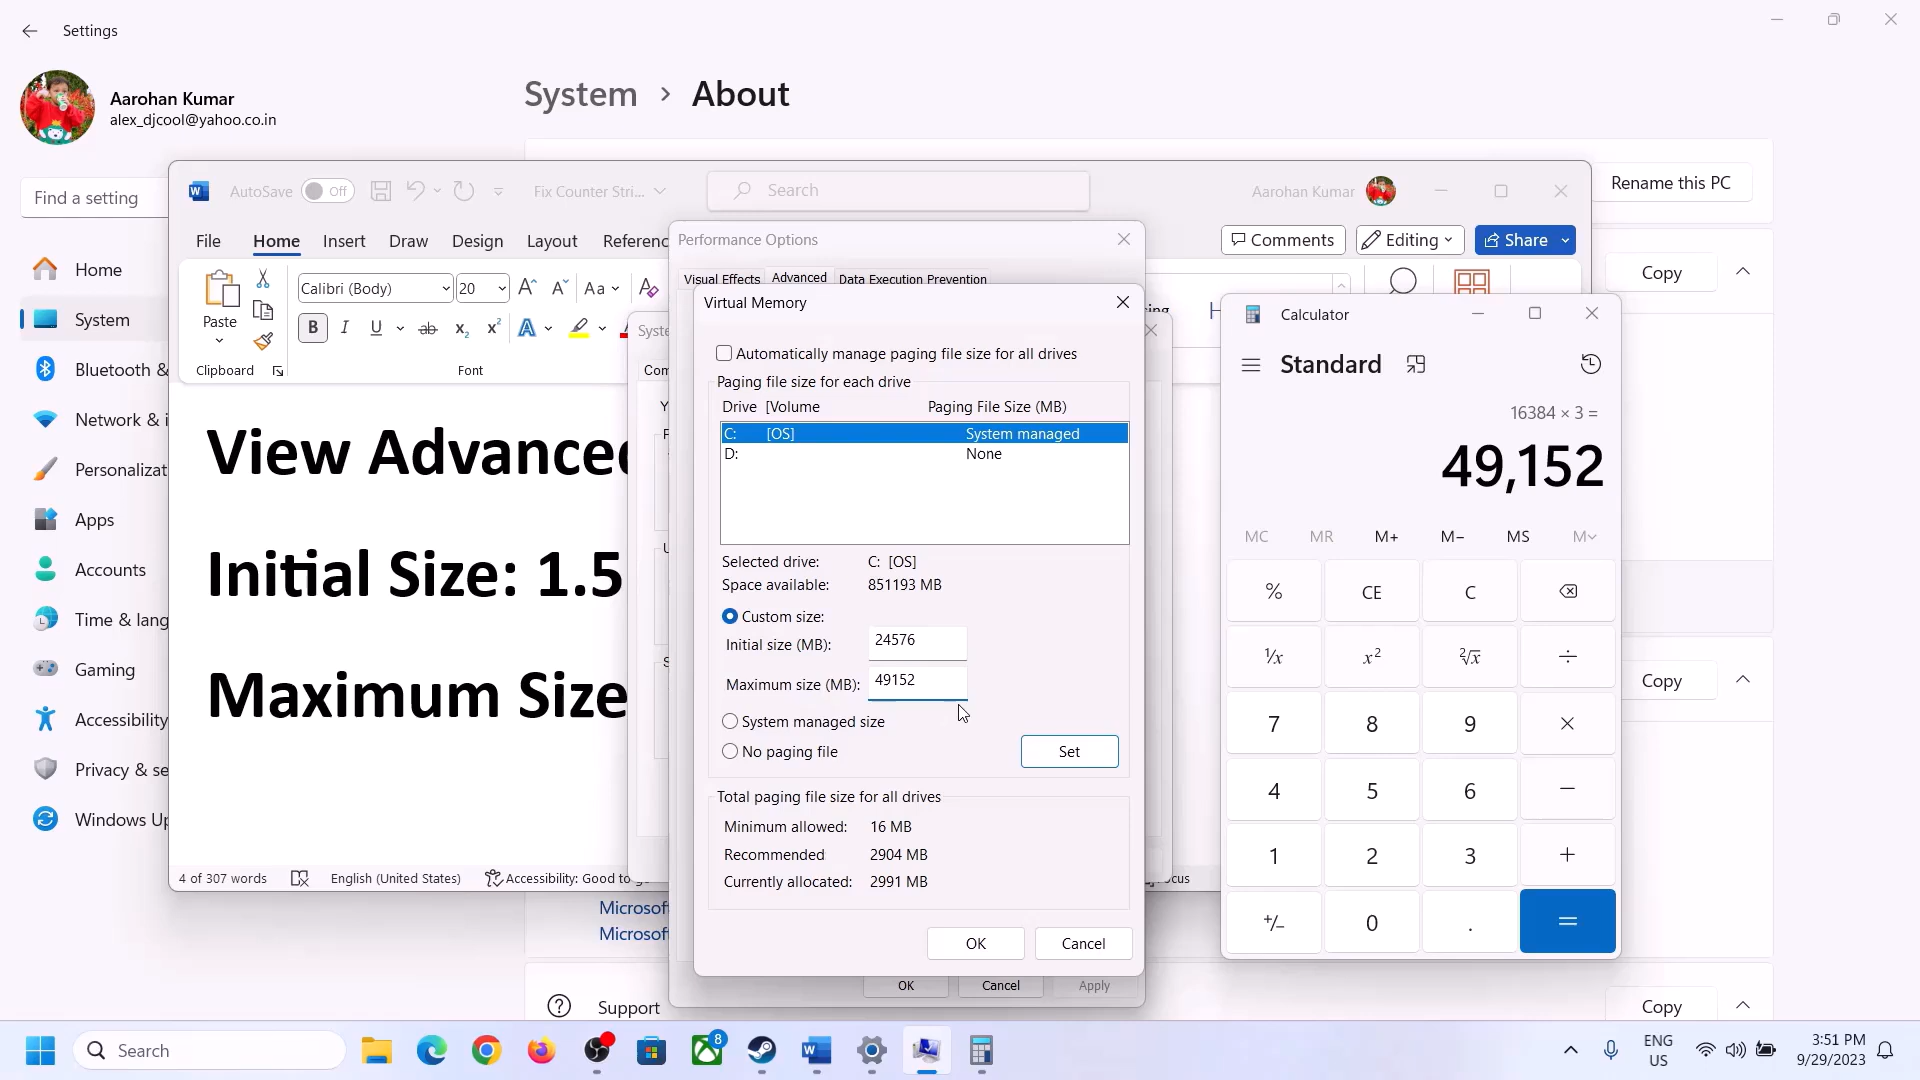 Settings
Aarohan Kumar
alex_djcool@yahoo.co.in
Find a setting
Home
System
Bluetooth &
Network & i
Personalizat
Apps
Accounts
Time & lang
Gaming
Accessibility
Privacy & se
Windows Up
System > About
Rename this PC
Copy
Copy
Microsof
Microsof
Support
Copy
AutoSave Off
Fix Counter Stri...
Search
Aarohan Kumar
File Home Insert Draw Design Layout Referenc
Comments Editing Share
Paste
Clipboard
Calibri (Body) 20
Aa
B I U ab x₂ x² A
Font
View Advanced
Initial Size: 1.5
Maximum Size
4 of 307 words English (United States) Accessibility: Good to
Performance Options
Visual Effects Advanced Data Execution Prevention
OK Cancel Apply
Virtual Memory
Automatically manage paging file size for all drives
Paging file size for each drive
Drive [Volume Paging File Size (MB)
C: [OS] System managed
D: None
Selected drive: C: [OS]
Space available: 851193 MB
Custom size:
Initial size (MB): 24576
Maximum size (MB): 49152
System managed size
No paging file
Set
Total paging file size for all drives
Minimum allowed: 16 MB
Recommended 2904 MB
Currently allocated: 2991 MB
OK Cancel
Calculator
Standard
16384 × 3 =
49,152
MC MR M+ M− MS M
% CE C
¹/x x² ²√x ÷
7 8 9 ×
4 5 6 −
1 2 3 +
+/− 0 . =
Search
8
ENG
US
3:51 PM
9/29/2023